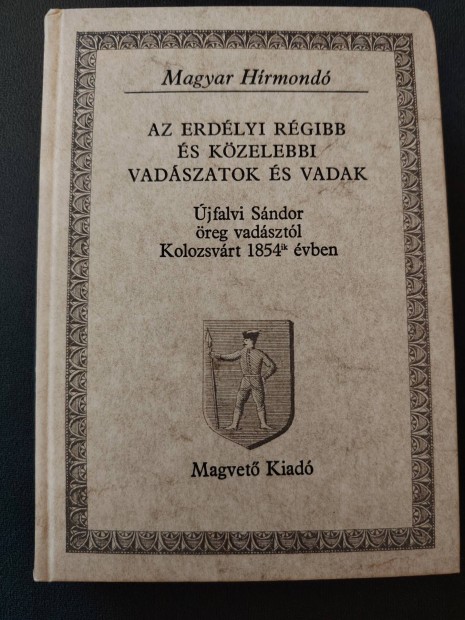 Magyar Hírmondó
AZ ERDÉLYI RÉGIBB
ÉS KÖZELEBBI
VADÁSZATOK ÉS VADAK
Újfalvi Sándor
öreg vadásztól
Kolozsvárt 1854ik évben
Magvető Kiadó